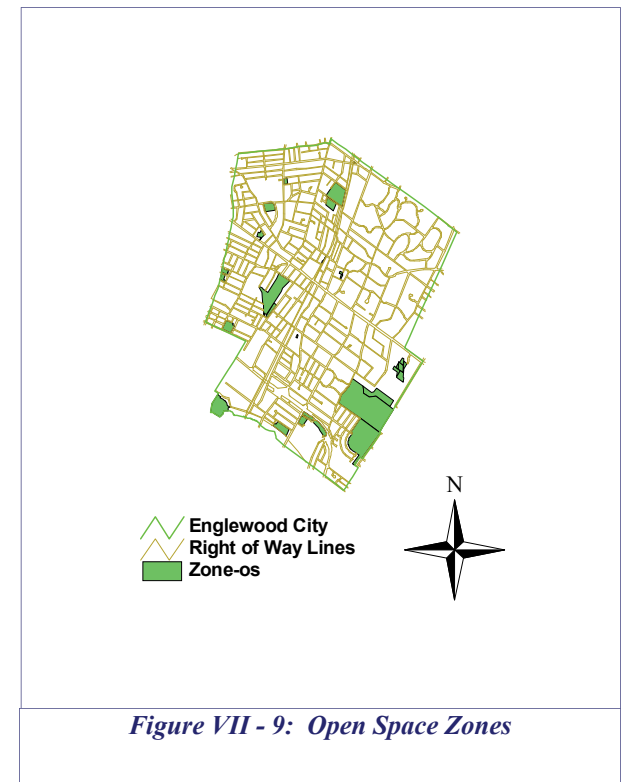 N
Englewood City
Right of Way Lines
Zone-os
Figure VII - 9: Open Space Zones